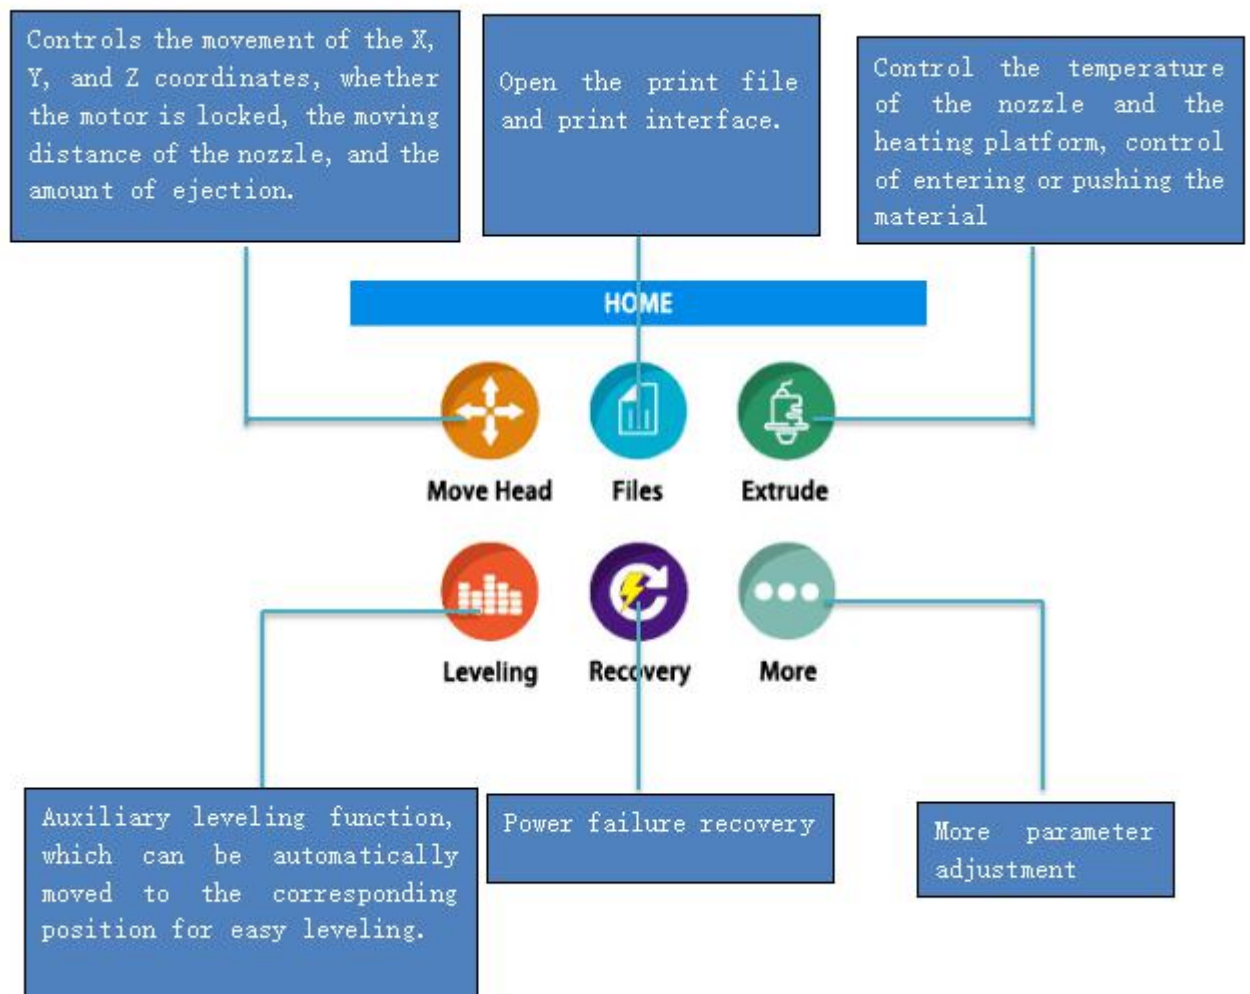 Controls the movement of the X,
Y, and Z coordinates, whether
the motor is locked, the moving
distance of the nozzle, and the
amount of ejection.
Open the print file
and print interface.
Control the temperature
of the nozzle and the
heating platform, control
of entering or pushing the
material
HOME
Move Head
Files
Extrude
Leveling
Recovery
More
Auxiliary leveling function,
which can be automatically
moved to the corresponding
position for easy leveling.
Power failure recovery
More parameter
adjustment